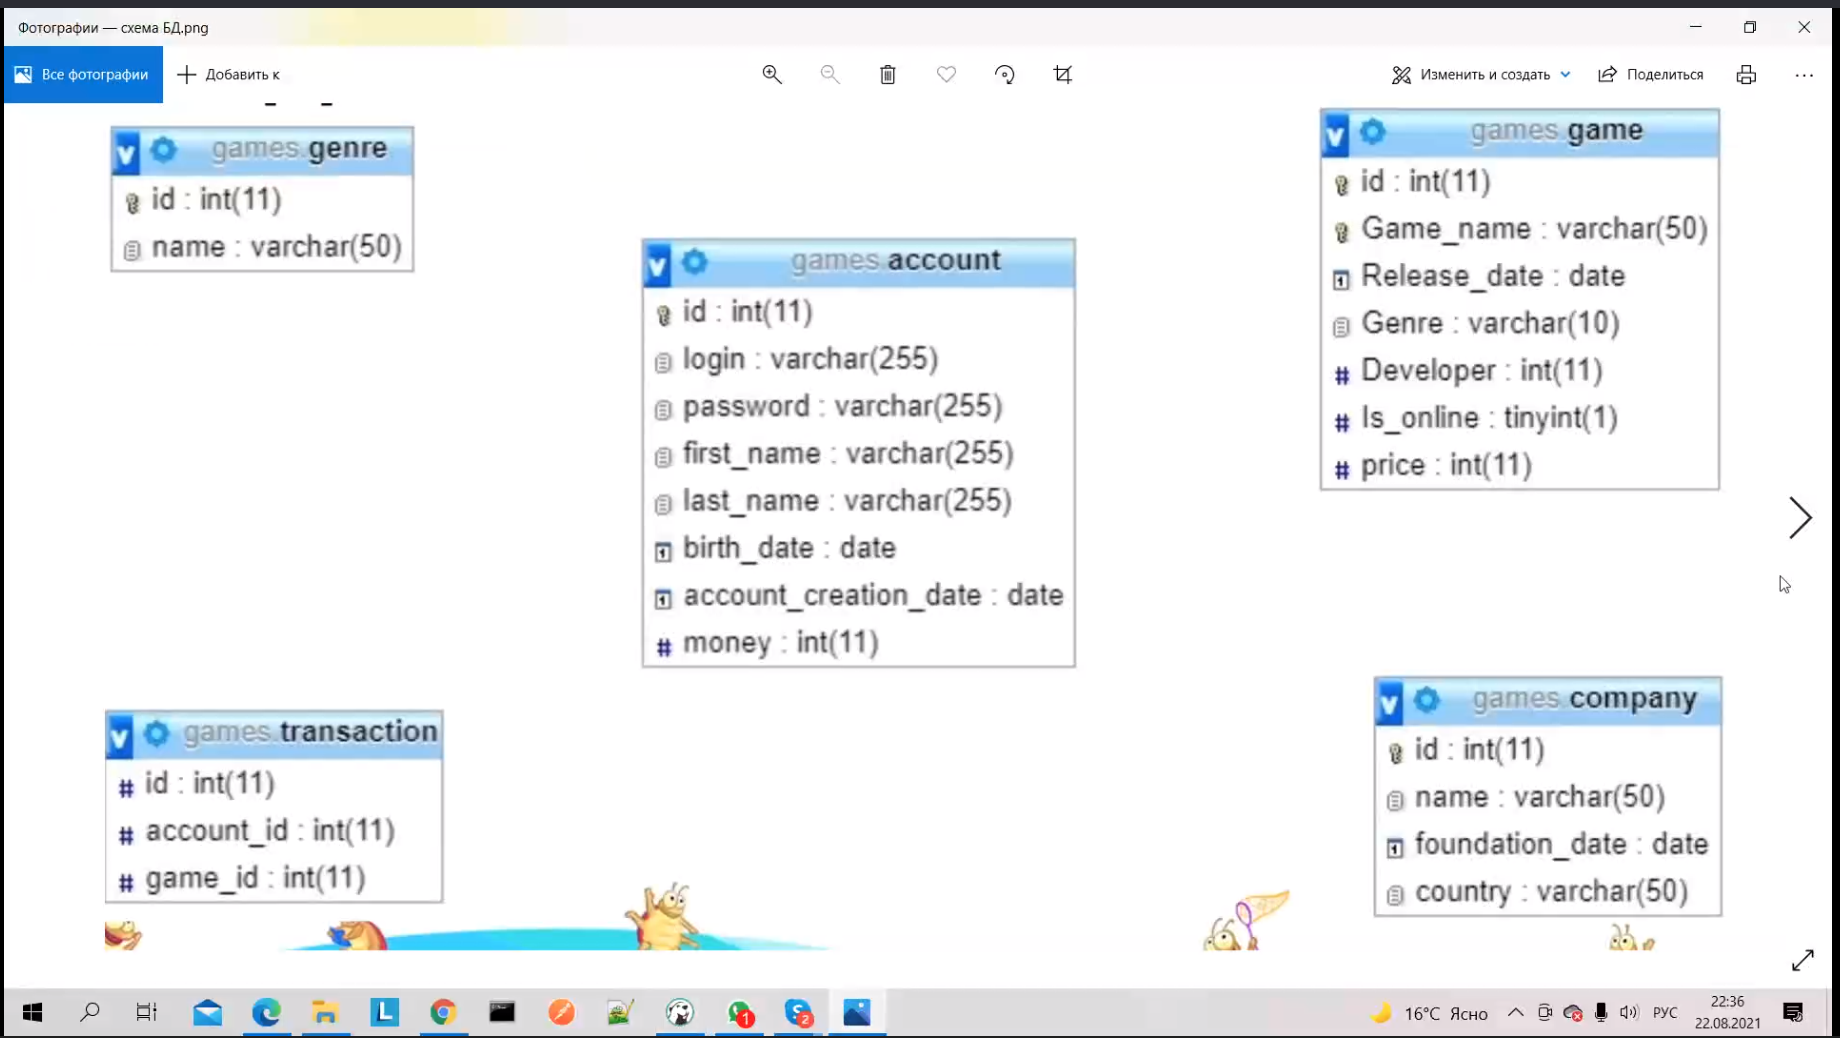 Фотографии — схема БД.png
Все фотографии
Добавить к
Изменить и создать
Поделиться
games.genre
id : int(11)
name : varchar(50)
games.account
id : int(11)
login : varchar(255)
password : varchar(255)
first_name : varchar(255)
last_name : varchar(255)
birth_date : date
account_creation_date : date
money : int(11)
games.game
id : int(11)
Game_name : varchar(50)
Release_date : date
Genre : varchar(10)
Developer : int(11)
Is_online : tinyint(1)
price : int(11)
games.transaction
id : int(11)
account_id : int(11)
game_id : int(11)
games.company
id : int(11)
name : varchar(50)
foundation_date : date
country : varchar(50)
L
1
2
16°C Ясно
РУС
22:36
22.08.2021